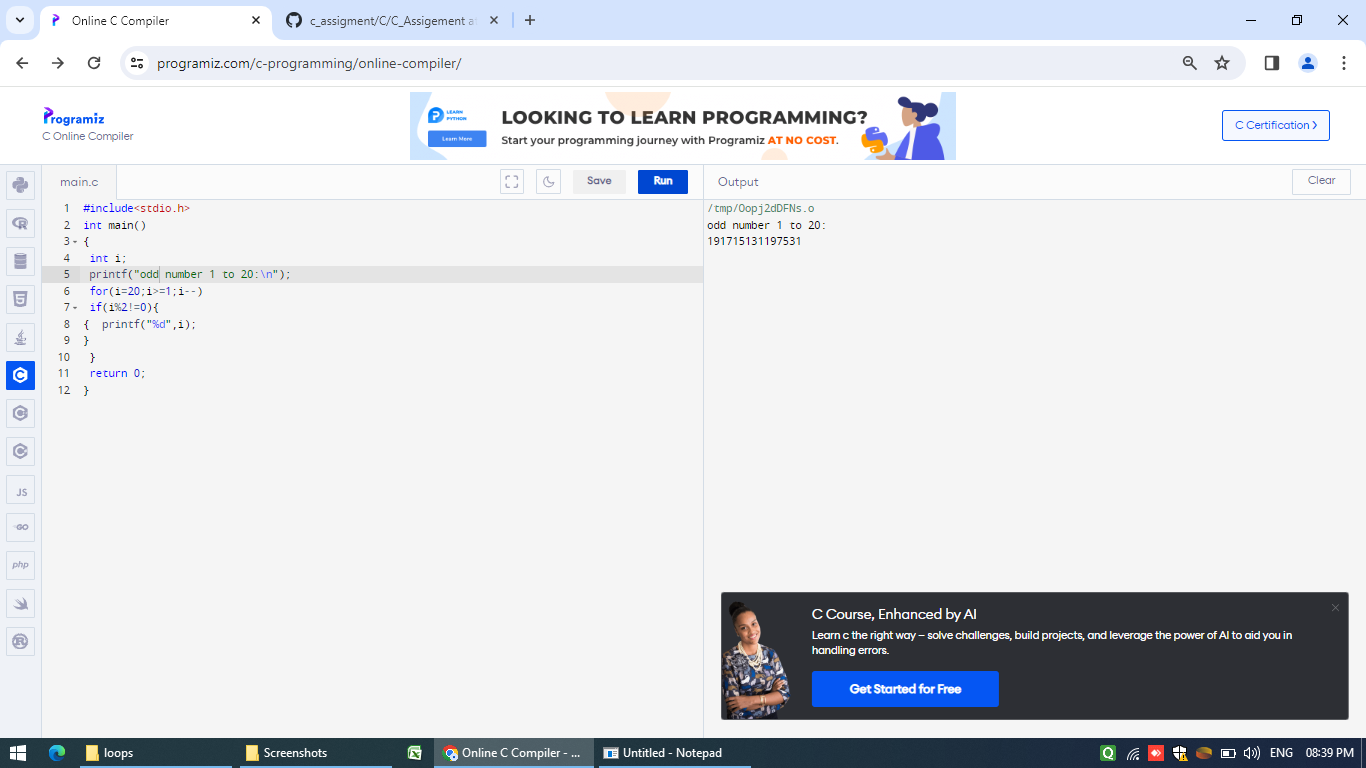 Online C Compiler
c_assigment/C/C_Assigement a
programiz.com/c-programming/online-compiler/
Programiz
C Online Compiler
LEARN
PYTHON
Learn More
LOOKING TO LEARN PROGRAMMING?
Start your programming journey with Programiz AT NO COST.
C Certification >
main.c
Save
Run
Output
Clear
1 #include<stdio.h>
2 int main()
3 {
4 int i;
5 printf("odd number 1 to 20:\n");
6 for(i=20;i>=1;i--)
7 if(i%2!=0){
8 {  printf("%d",i);
9 }
10 }
11 return 0;
12 }
/tmp/Oopj2dDFNs.o
odd number 1 to 20:
191715131197531
JS
GO
php
C Course, Enhanced by AI
Learn c the right way – solve challenges, build projects, and leverage the power of AI to aid you in
handling errors.
Get Started for Free
loops
Screenshots
Online C Compiler - ...
Untitled - Notepad
ENG
08:39 PM